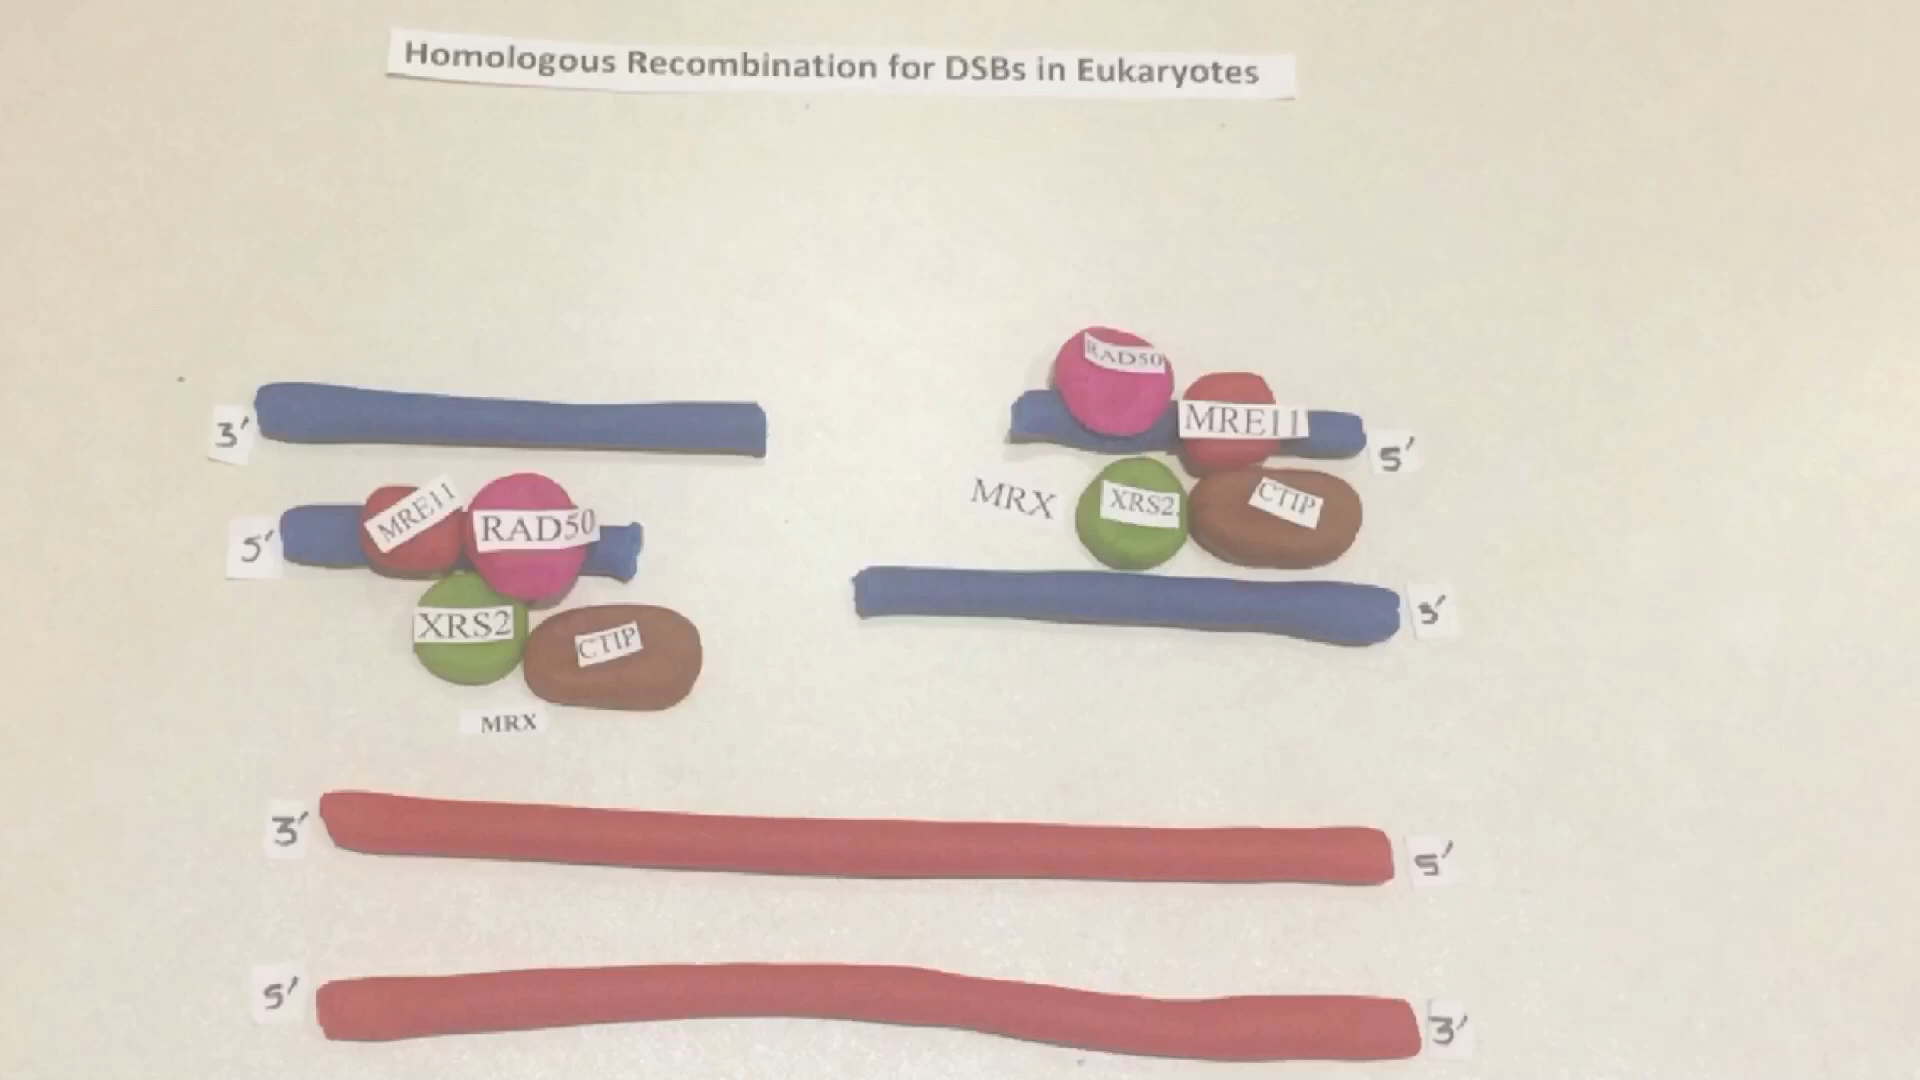 Homologous Recombination for DSBs in Eukaryotes
RAD50
MRE11
3'
5'
MRE11
RAD50
MRX
XRS2
CTIP
5'
XRS2
CTIP
3'
MRX
3'
5'
5'
3'